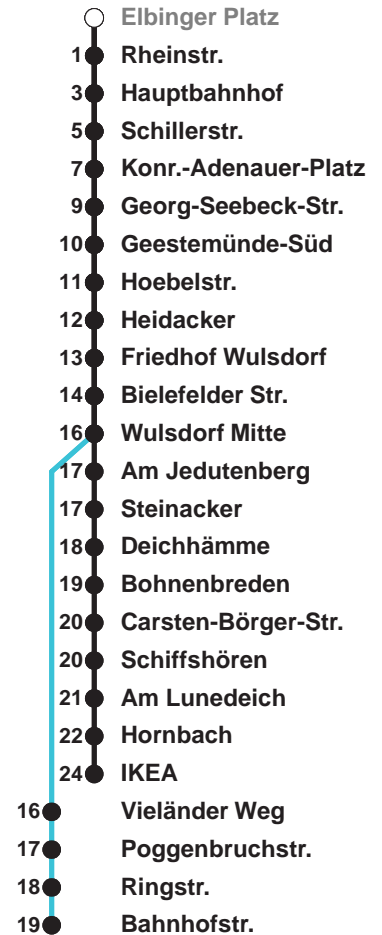 Elbinger Platz
1 Rheinstr.
3 Hauptbahnhof
5 Schillerstr.
7 Konr.-Adenauer-Platz
9 Georg-Seebeck-Str.
10 Geestemünde-Süd
11 Hoebelstr.
12 Heidacker
13 Friedhof Wulsdorf
14 Bielefelder Str.
16 Wulsdorf Mitte
17 Am Jedutenberg
17 Steinacker
18 Deichhämme
19 Bohnenbreden
20 Carsten-Börger-Str.
20 Schiffshören
21 Am Lunedeich
22 Hornbach
24 IKEA
16 Vieländer Weg
17 Poggenbruchstr.
18 Ringstr.
19 Bahnhofstr.